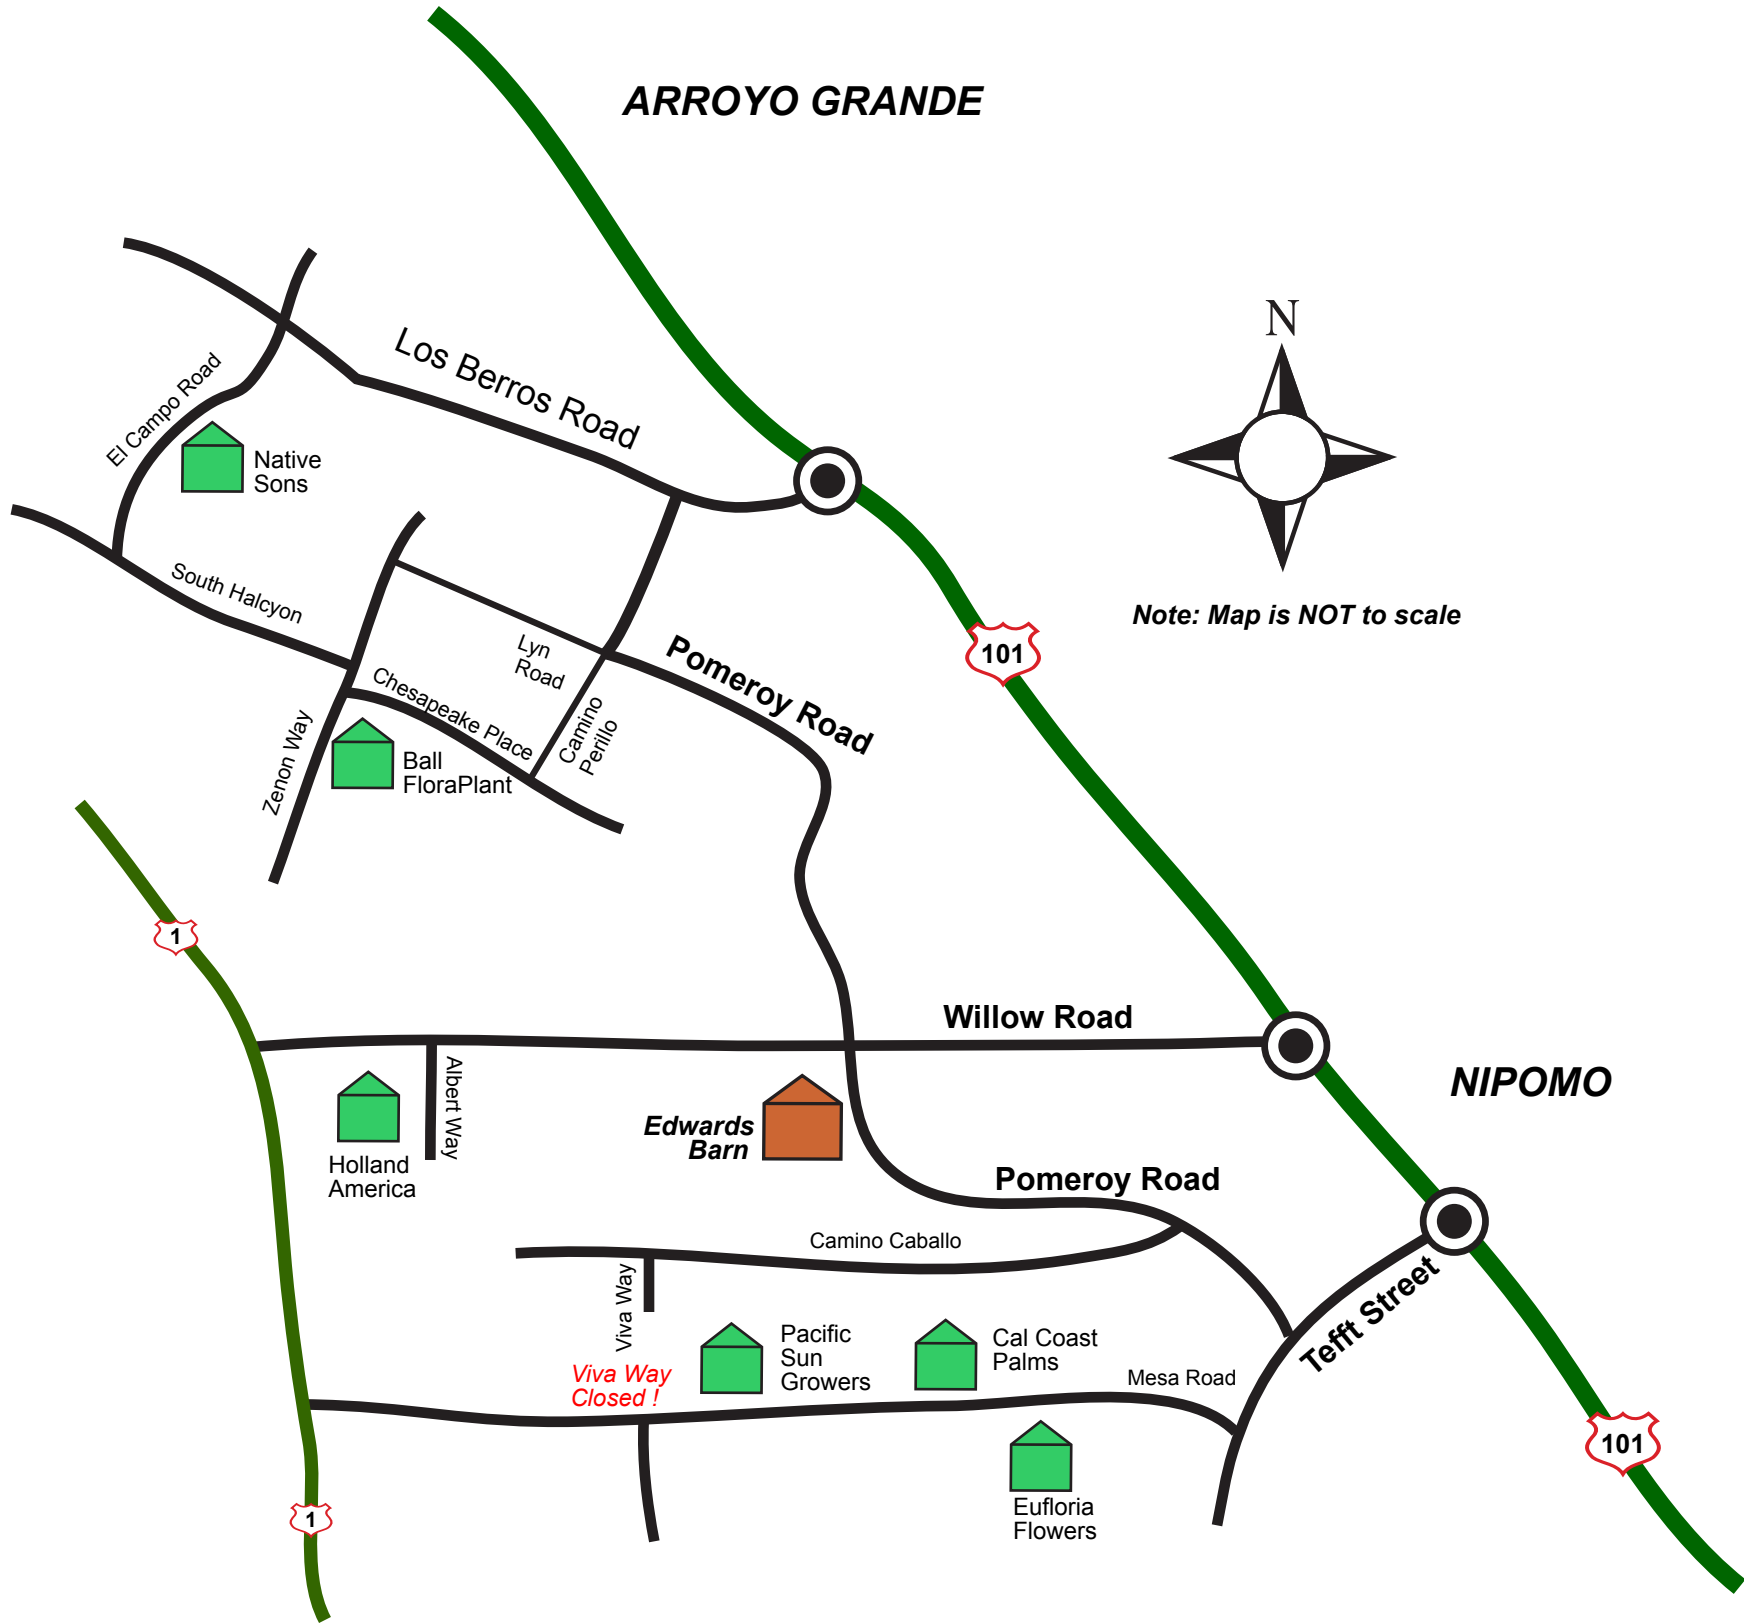 ARROYO GRANDE
N
Los Berros Road
El Campo Road
Native
Sons
South Halcyon
Note: Map is NOT to scale
101
Lyn
Road
Pomeroy Road
Chesapeake Place
Camino
Perillo
Zenon Way
Ball
FloraPlant
1
Willow Road
NIPOMO
Albert Way
Edwards
Barn
Holland
America
Pomeroy Road
Camino Caballo
Viva Way
Tefft Street
Pacific
Sun
Growers
Cal Coast
Palms
Viva Way
Closed !
Mesa Road
101
Eufloria
Flowers
1